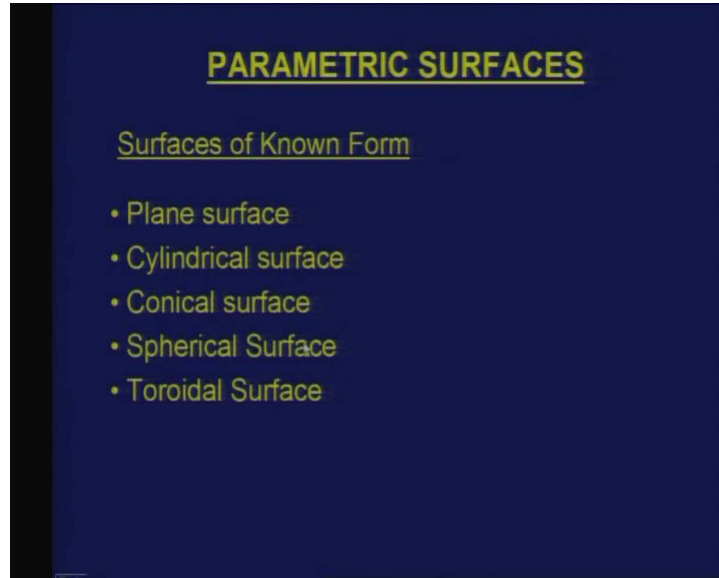 PARAMETRIC SURFACES
Surfaces of Known Form
• Plane surface
• Cylindrical surface
• Conical surface
• Spherical Surface
• Toroidal Surface